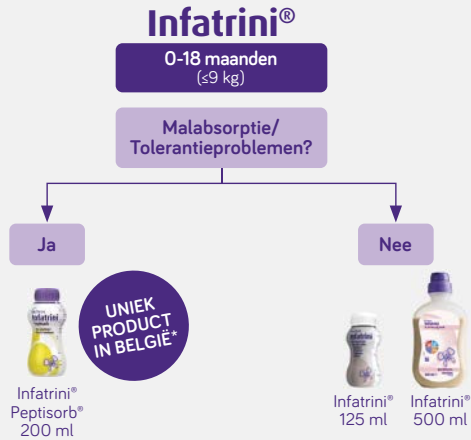 Infatrini®
0-18 maanden
(≤9 kg)
Malabsorptie/
Tolerantieproblemen?
Ja
Nee
UNIEK
PRODUCT
IN BELGIË*
Infatrini
Infatrini®
Peptisorb®
200 ml
Infatrini®
125 ml
Infatrini®
500 ml